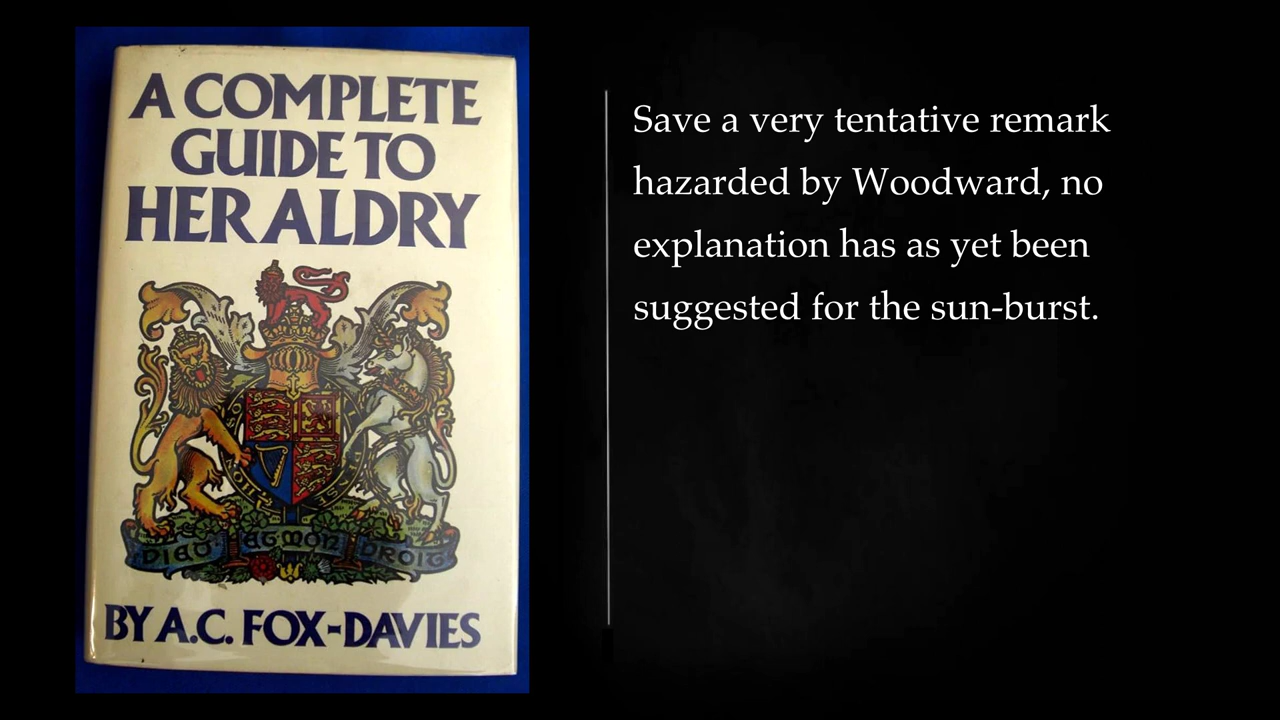 A COMPLETE
GUIDE TO
HERALDRY
DIEU ET MON DROIT
BY A.C. FOX-DAVIES
Save a very tentative remark
hazarded by Woodward, no
explanation has as yet been
suggested for the sun-burst.